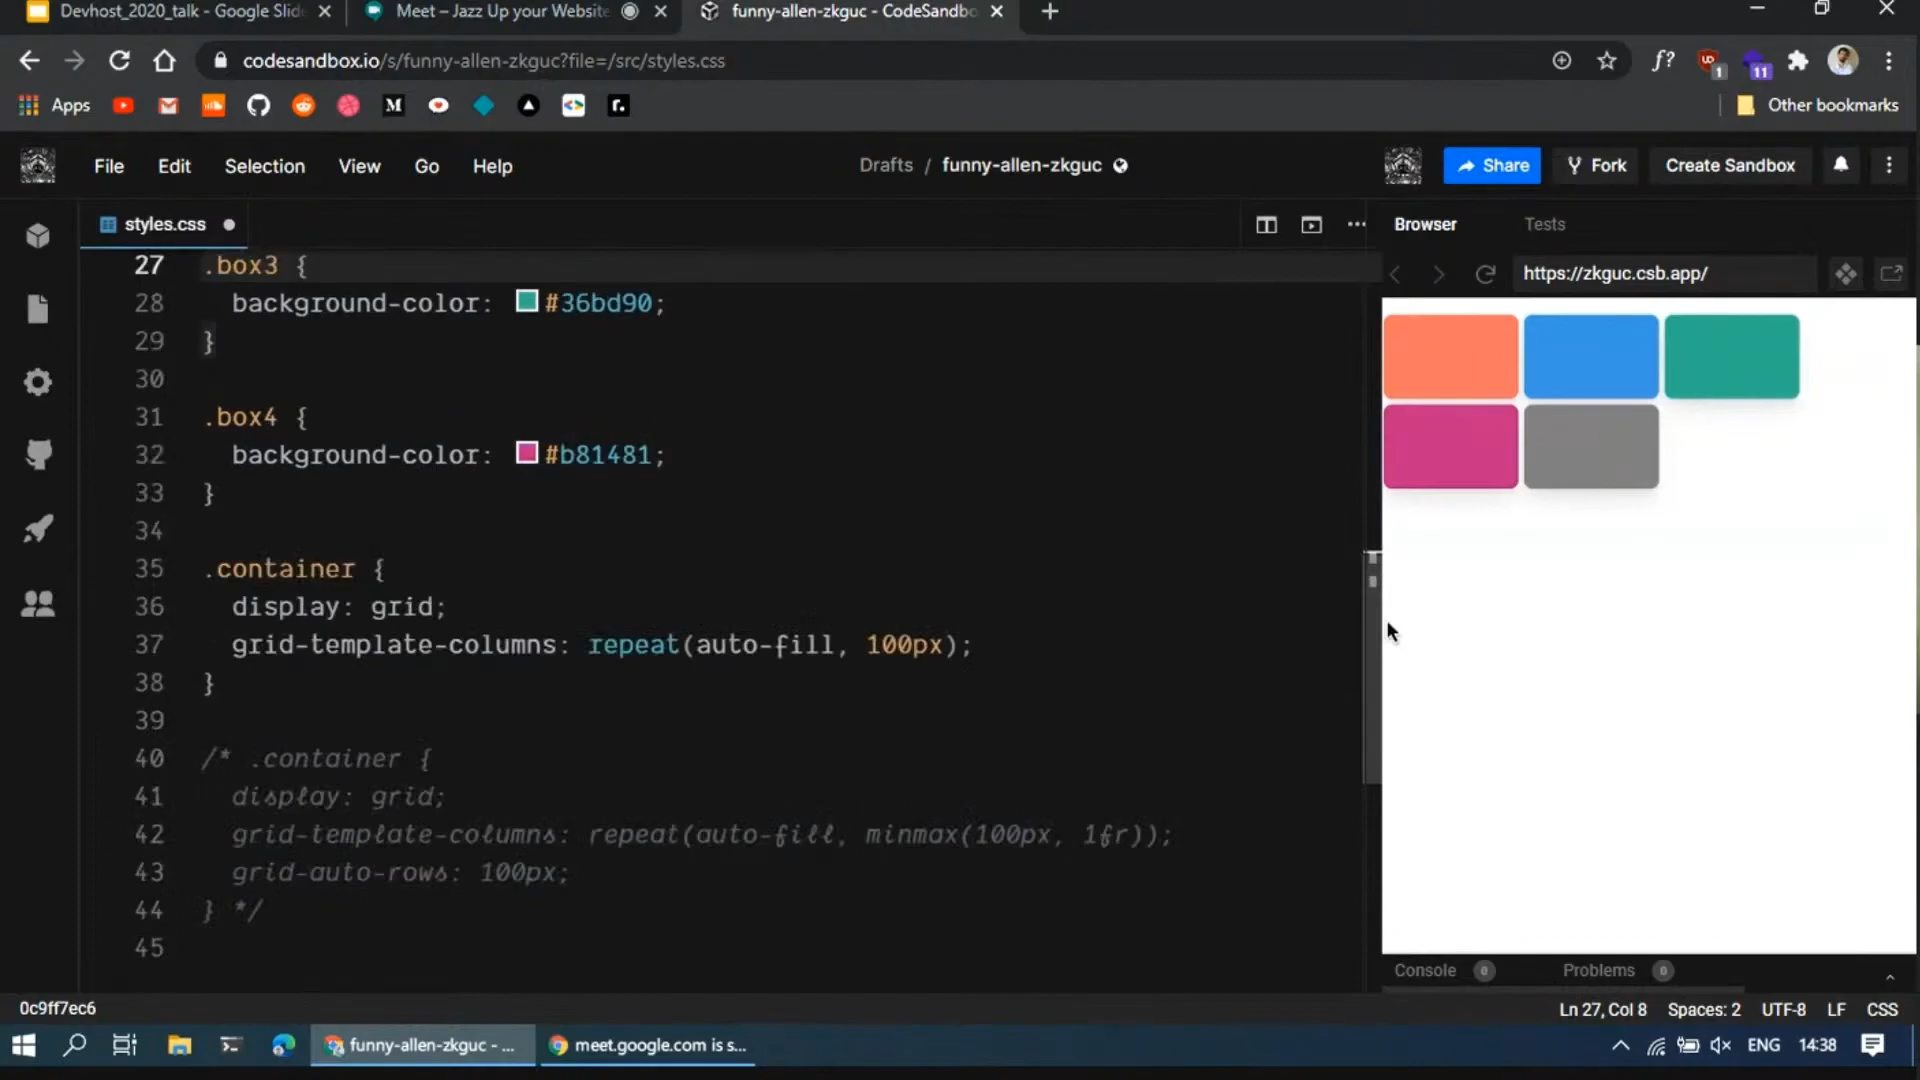 Devhost_2020_talk - Google Slid
Meet – Jazz Up your Website
funny-allen-zkguc - CodeSandbo
codesandbox.io/s/funny-allen-zkguc?file=/src/styles.css
f?
UD
1
11
Apps
M
r.
Other bookmarks
File
Edit
Selection
View
Go
Help
Drafts / funny-allen-zkguc
Share
Fork
Create Sandbox
styles.css
Browser
Tests
https://zkguc.csb.app/
27 .box3 {
28 background-color: #36bd90;
29 }
30
31 .box4 {
32 background-color: #b81481;
33 }
34
35 .container {
36 display: grid;
37 grid-template-columns: repeat(auto-fill, 100px);
38 }
39
40 /* .container {
41 display: grid;
42 grid-template-columns: repeat(auto-fill, minmax(100px, 1fr));
43 grid-auto-rows: 100px;
44 } */
45
Console 0
Problems 0
0c9ff7ec6
Ln 27, Col 8
Spaces: 2
UTF-8
LF
CSS
funny-allen-zkguc - ...
meet.google.com is s...
ENG
14:38